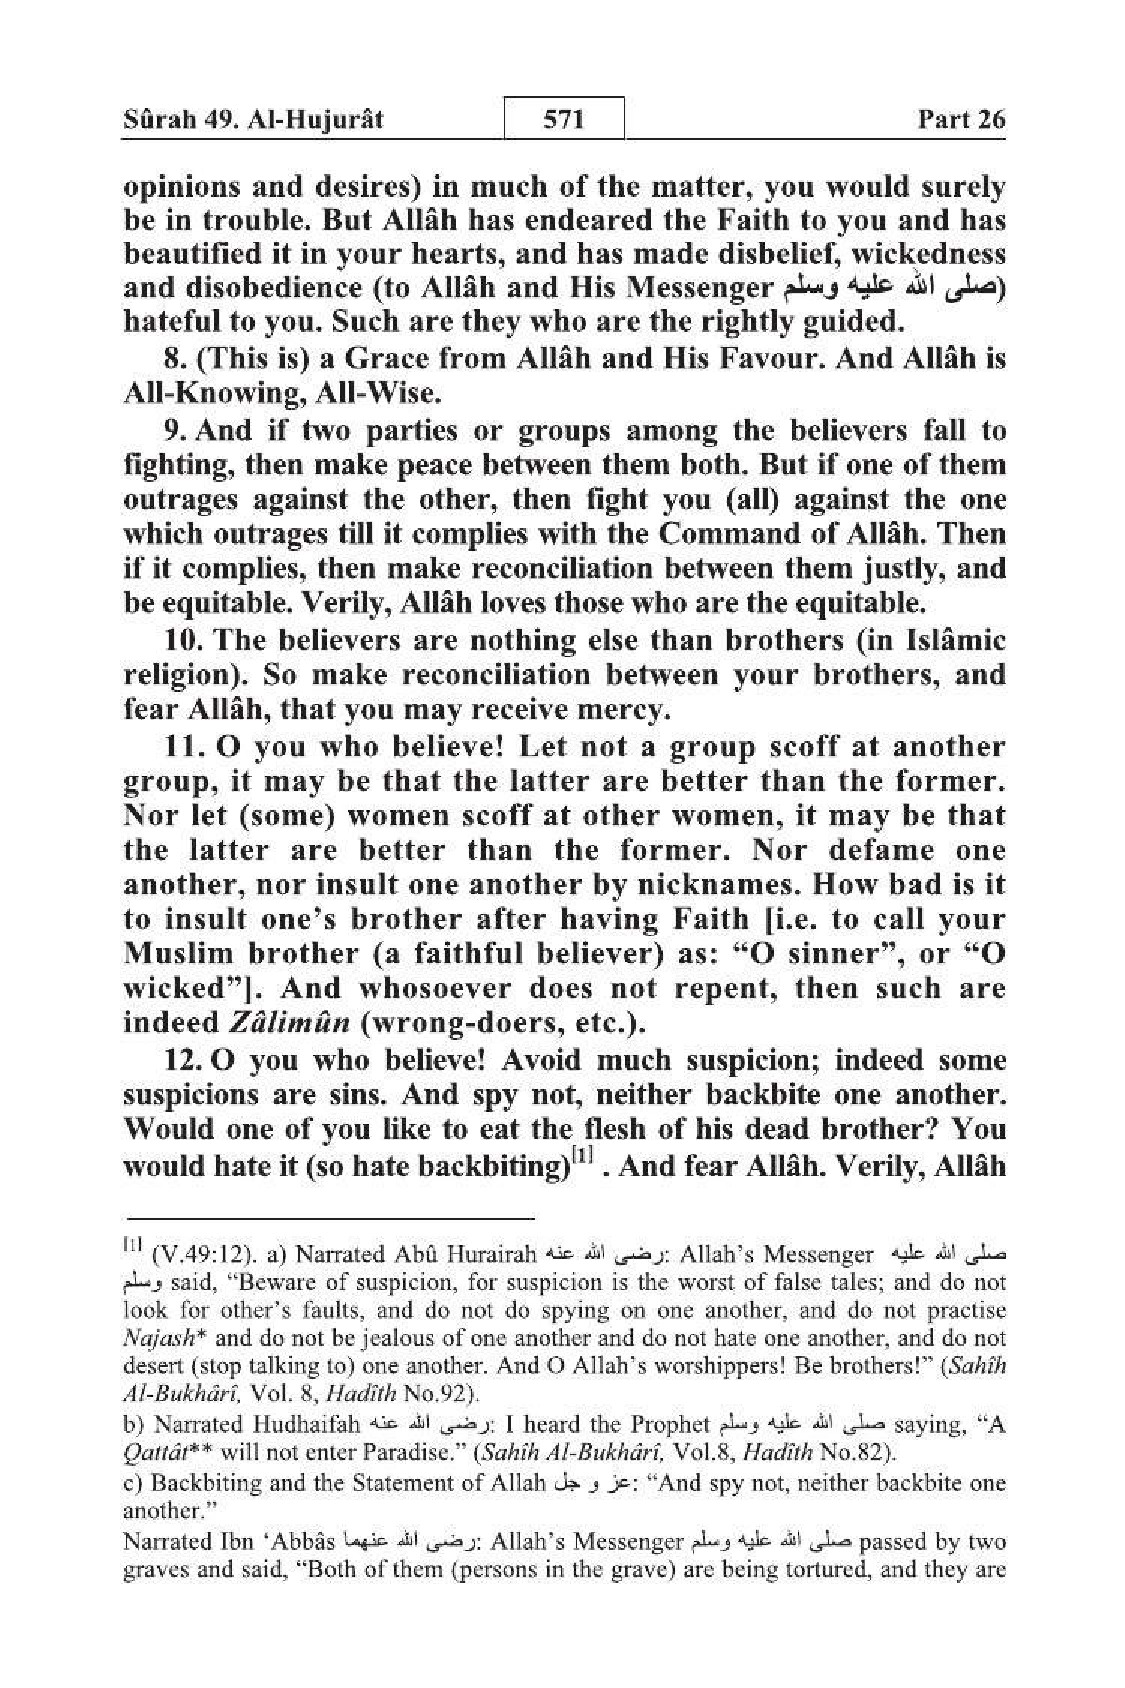 Sûrah 49. Al-Hujurât 571 Part 26
opinions and desires) in much of the matter, you would surely
be in trouble. But Allâh has endeared the Faith to you and has
beautified it in your hearts, and has made disbelief, wickedness
and disobedience (to Allâh and His Messenger صلى الله عليه وسلم)
hateful to you. Such are they who are the rightly guided.
8. (This is) a Grace from Allâh and His Favour. And Allâh is
All-Knowing, All-Wise.
9. And if two parties or groups among the believers fall to
fighting, then make peace between them both. But if one of them
outrages against the other, then fight you (all) against the one
which outrages till it complies with the Command of Allâh. Then
if it complies, then make reconciliation between them justly, and
be equitable. Verily, Allâh loves those who are the equitable.
10. The believers are nothing else than brothers (in Islâmic
religion). So make reconciliation between your brothers, and
fear Allâh, that you may receive mercy.
11. O you who believe! Let not a group scoff at another
group, it may be that the latter are better than the former.
Nor let (some) women scoff at other women, it may be that
the latter are better than the former. Nor defame one
another, nor insult one another by nicknames. How bad is it
to insult one’s brother after having Faith [i.e. to call your
Muslim brother (a faithful believer) as: “O sinner”, or “O
wicked”]. And whosoever does not repent, then such are
indeed Zâlimûn (wrong-doers, etc.).
12. O you who believe! Avoid much suspicion; indeed some
suspicions are sins. And spy not, neither backbite one another.
Would one of you like to eat the flesh of his dead brother? You
would hate it (so hate backbiting)[1] . And fear Allâh. Verily, Allâh
[1] (V.49:12). a) Narrated Abû Hurairah رضى الله عنه: Allah’s Messenger صلى الله عليه
وسلم said, “Beware of suspicion, for suspicion is the worst of false tales; and do not
look for other’s faults, and do not do spying on one another, and do not practise
Najash* and do not be jealous of one another and do not hate one another, and do not
desert (stop talking to) one another. And O Allah’s worshippers! Be brothers!” (Sahîh
Al-Bukhârî, Vol. 8, Hadîth No.92).
b) Narrated Hudhaifah رضى الله عنه: I heard the Prophet صلى الله عليه وسلم saying, “A
Qattât** will not enter Paradise.” (Sahîh Al-Bukhârî, Vol.8, Hadîth No.82).
c) Backbiting and the Statement of Allah عز و جل: “And spy not, neither backbite one
another.”
Narrated Ibn ‘Abbâs رضى الله عنهما: Allah’s Messenger صلى الله عليه وسلم passed by two
graves and said, “Both of them (persons in the grave) are being tortured, and they are